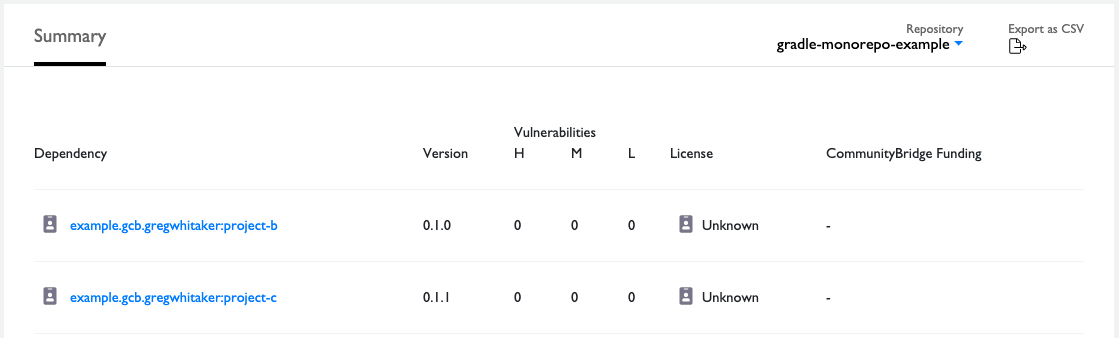 Summary
Repository
gradle-monorepo-example
Export as CSV
Vulnerabilities
Dependency Version H M L License CommunityBridge Funding
example.gcb.gregwhitaker:project-b 0.1.0 0 0 0 Unknown -
example.gcb.gregwhitaker:project-c 0.1.1 0 0 0 Unknown -